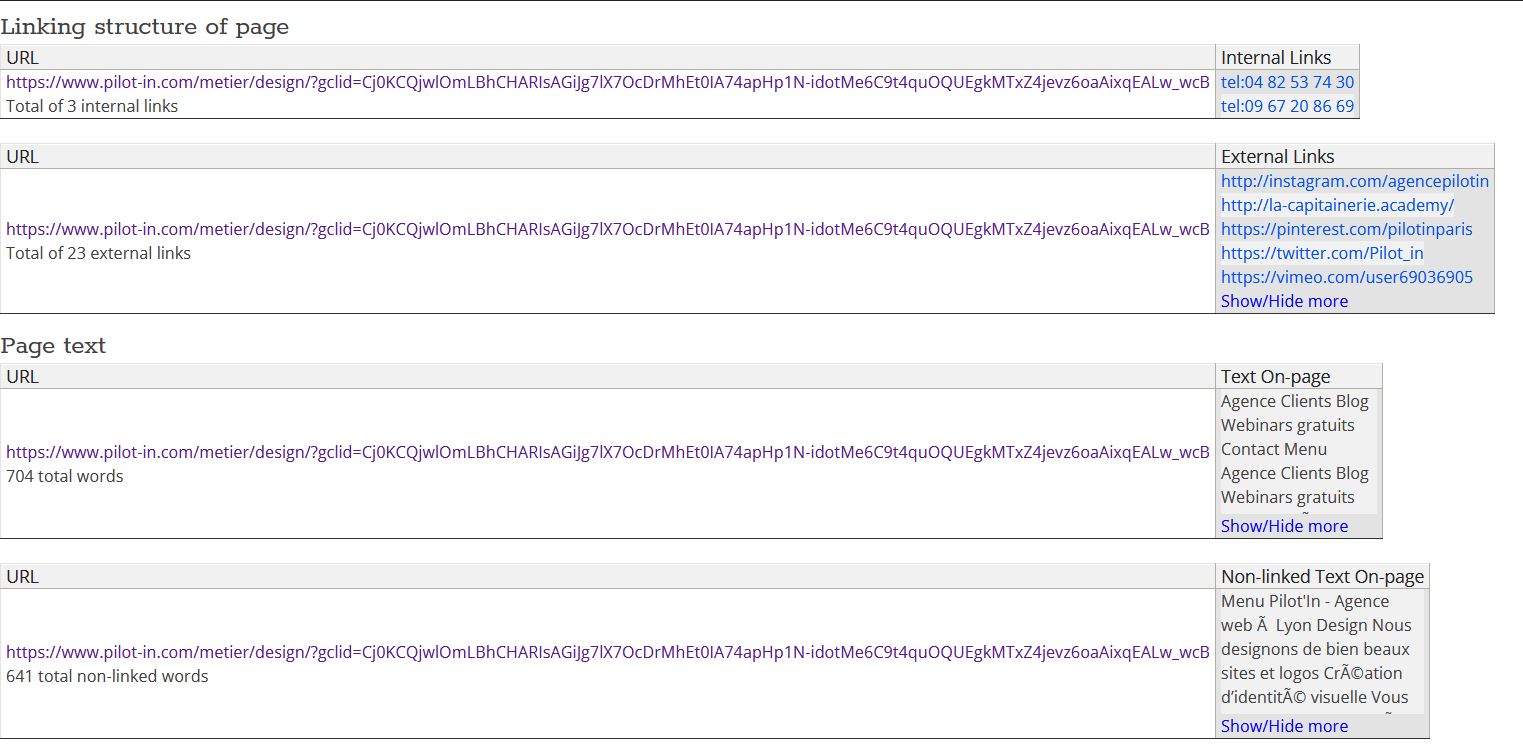 Linking structure of page
URL Internal Links
https://www.pilot-in.com/metier/design/?gclid=Cj0KCQjwlOmLBhCHARIsAGiJg7lX7OcDrMhEt0IA74apHp1N-idotMe6C9t4quOQUEgkMTxZ4jevz6oaAixqEALw_wcB tel:04 82 53 74 30
Total of 3 internal links tel:09 67 20 86 69
URL External Links
http://instagram.com/agencepilotin
http://la-capitainerie.academy/
https://www.pilot-in.com/metier/design/?gclid=Cj0KCQjwlOmLBhCHARIsAGiJg7lX7OcDrMhEt0IA74apHp1N-idotMe6C9t4quOQUEgkMTxZ4jevz6oaAixqEALw_wcB https://pinterest.com/pilotinparis
Total of 23 external links https://twitter.com/Pilot_in
https://vimeo.com/user69036905
Show/Hide more
Page text
URL Text On-page
Agence Clients Blog
Webinars gratuits
https://www.pilot-in.com/metier/design/?gclid=Cj0KCQjwlOmLBhCHARIsAGiJg7lX7OcDrMhEt0IA74apHp1N-idotMe6C9t4quOQUEgkMTxZ4jevz6oaAixqEALw_wcB Contact Menu
704 total words Agence Clients Blog
Webinars gratuits
Show/Hide more
URL Non-linked Text On-page
Menu Pilot'In - Agence
web Ã  Lyon Design Nous
https://www.pilot-in.com/metier/design/?gclid=Cj0KCQjwlOmLBhCHARIsAGiJg7lX7OcDrMhEt0IA74apHp1N-idotMe6C9t4quOQUEgkMTxZ4jevz6oaAixqEALw_wcB designons de bien beaux
641 total non-linked words sites et logos CrÃ©ation
d’identitÃ© visuelle Vous
Show/Hide more